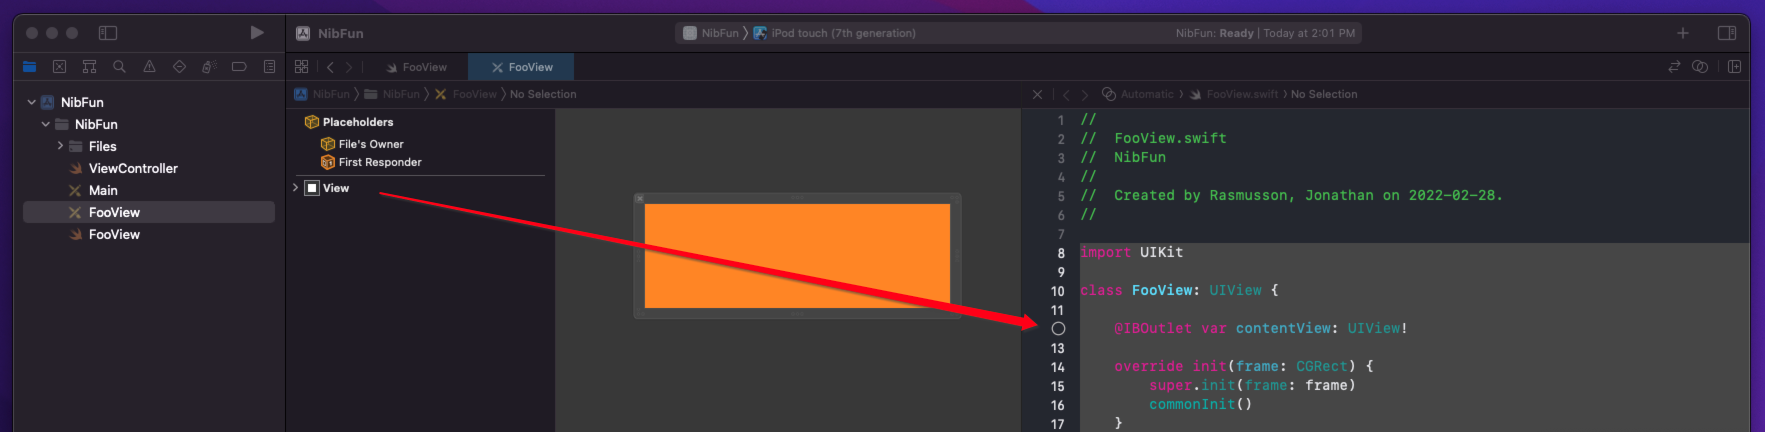 NibFun
NibFun 〉 iPod touch (7th generation)
NibFun: Ready | Today at 2:01 PM
FooView
FooView
NibFun 〉 NibFun 〉 FooView 〉 No Selection
Automatic 〉 FooView.swift 〉 No Selection
NibFun
NibFun
Files
ViewController
Main
FooView
FooView
Placeholders
File's Owner
First Responder
View
1 //
2 //  FooView.swift
3 //  NibFun
4 //
5 //  Created by Rasmusson, Jonathan on 2022-02-28.
6 //
7
8 import UIKit
9
10 class FooView: UIView {
11
@IBOutlet var contentView: UIView!
13
14 override init(frame: CGRect) {
15 super.init(frame: frame)
16 commonInit()
17 }